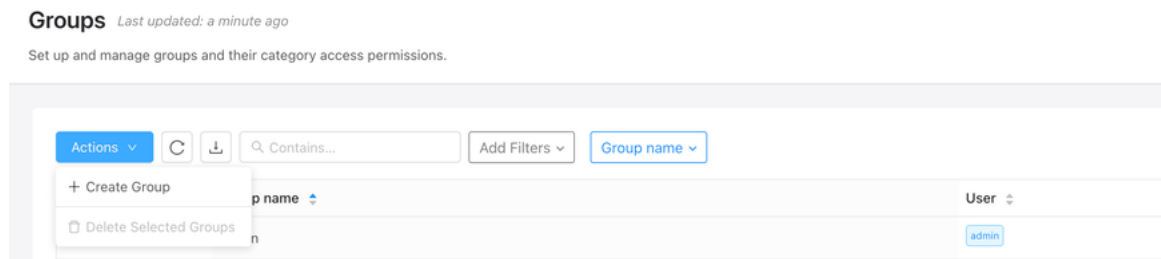 Groups Last updated: a minute ago
Set up and manage groups and their category access permissions.
Actions Contains... Add Filters Group name
+ Create Group
p name User
Delete Selected Groups
n admin